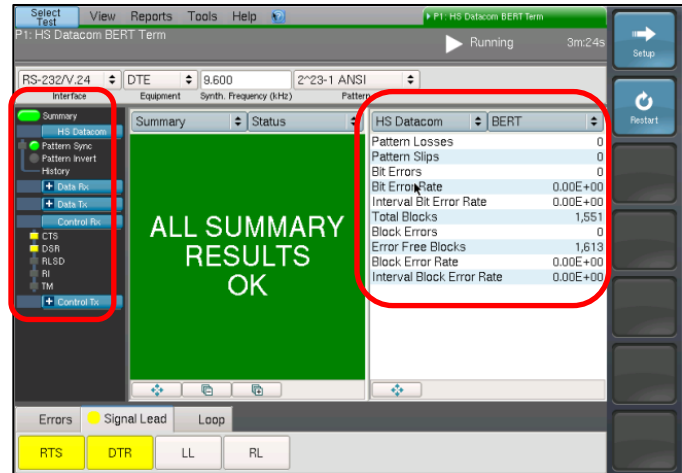 Select Test View Reports Tools Help P1: HS Datacom BERT Term
P1: HS Datacom BERT Term
Running 3m:24s
Setup
RS-232/V.24 DTE 9.600 2^23-1 ANSI
Interface Equipment Synth. Frequency (kHz) Pattern
Restart
Summary
HS Datacom
Pattern Sync
Pattern Invert
History
Data Rx
Data Tx
Control Rx
CTS
DSR
RLSD
RI
TM
Control Tx
Summary Status
ALL SUMMARY
RESULTS
OK
HS Datacom BERT
Pattern Losses 0
Pattern Slips 0
Bit Errors 0
Bit Error Rate 0.00E+00
Interval Bit Error Rate 0.00E+00
Total Blocks 1,551
Block Errors 0
Error Free Blocks 1,613
Block Error Rate 0.00E+00
Interval Block Error Rate 0.00E+00
Errors Signal Lead Loop
RTS DTR LL RL